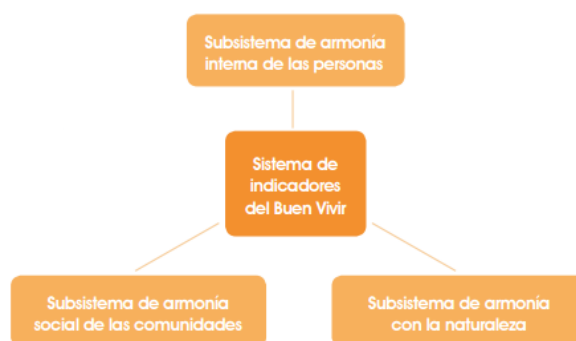 Subsistema de armonía
interna de las personas
Sistema de
indicadores
del Buen Vivir
Subsistema de armonía
social de las comunidades
Subsistema de armonía
con la naturaleza